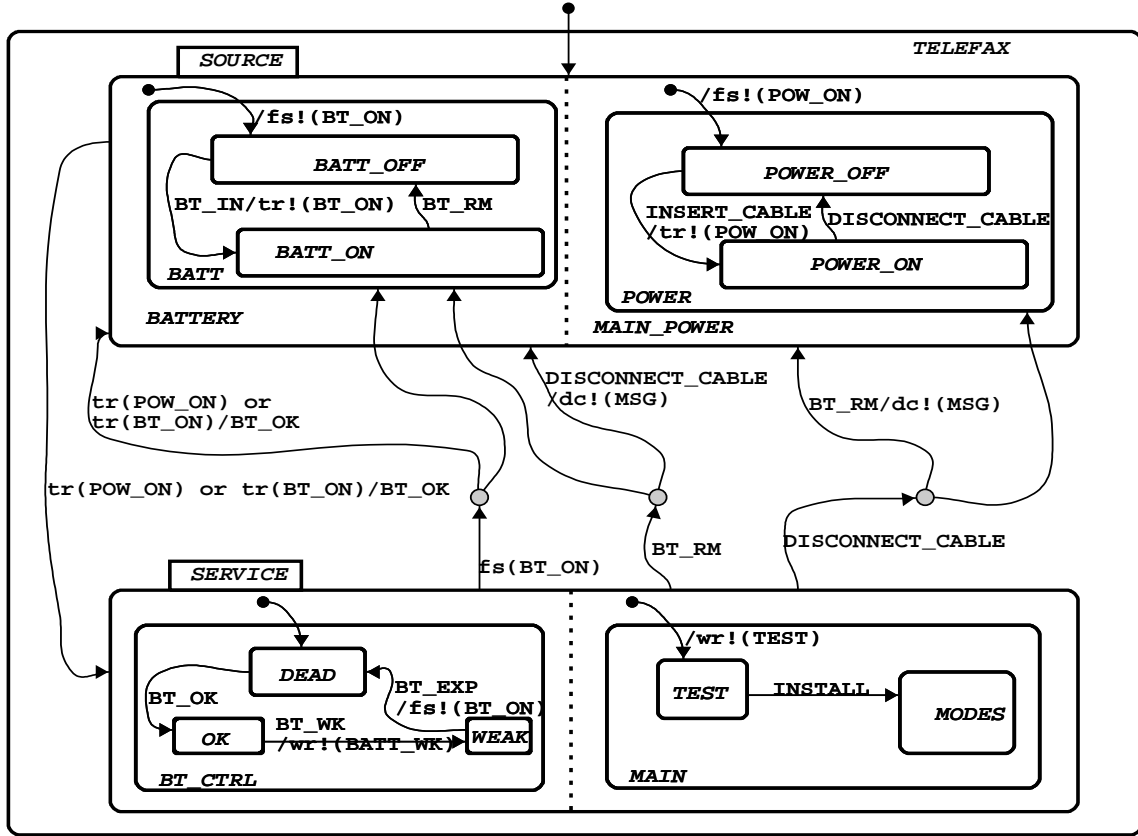 TELEFAX
SOURCE
/fs!(BT_ON)
BATT_OFF
BT_IN/tr!(BT_ON)
BT_RM
BATT_ON
BATT
BATTERY
/fs!(POW_ON)
POWER_OFF
INSERT_CABLE
/tr!(POW_ON)
DISCONNECT_CABLE
POWER_ON
POWER
MAIN_POWER
tr(POW_ON) or
tr(BT_ON)/BT_OK
DISCONNECT_CABLE
/dc!(MSG)
BT_RM/dc!(MSG)
tr(POW_ON) or tr(BT_ON)/BT_OK
fs(BT_ON)
BT_RM
DISCONNECT_CABLE
SERVICE
DEAD
BT_OK
BT_EXP
/fs!(BT_ON)
OK
BT_WK
/wr!(BATT_WK)
WEAK
BT_CTRL
/wr!(TEST)
TEST
INSTALL
MODES
MAIN